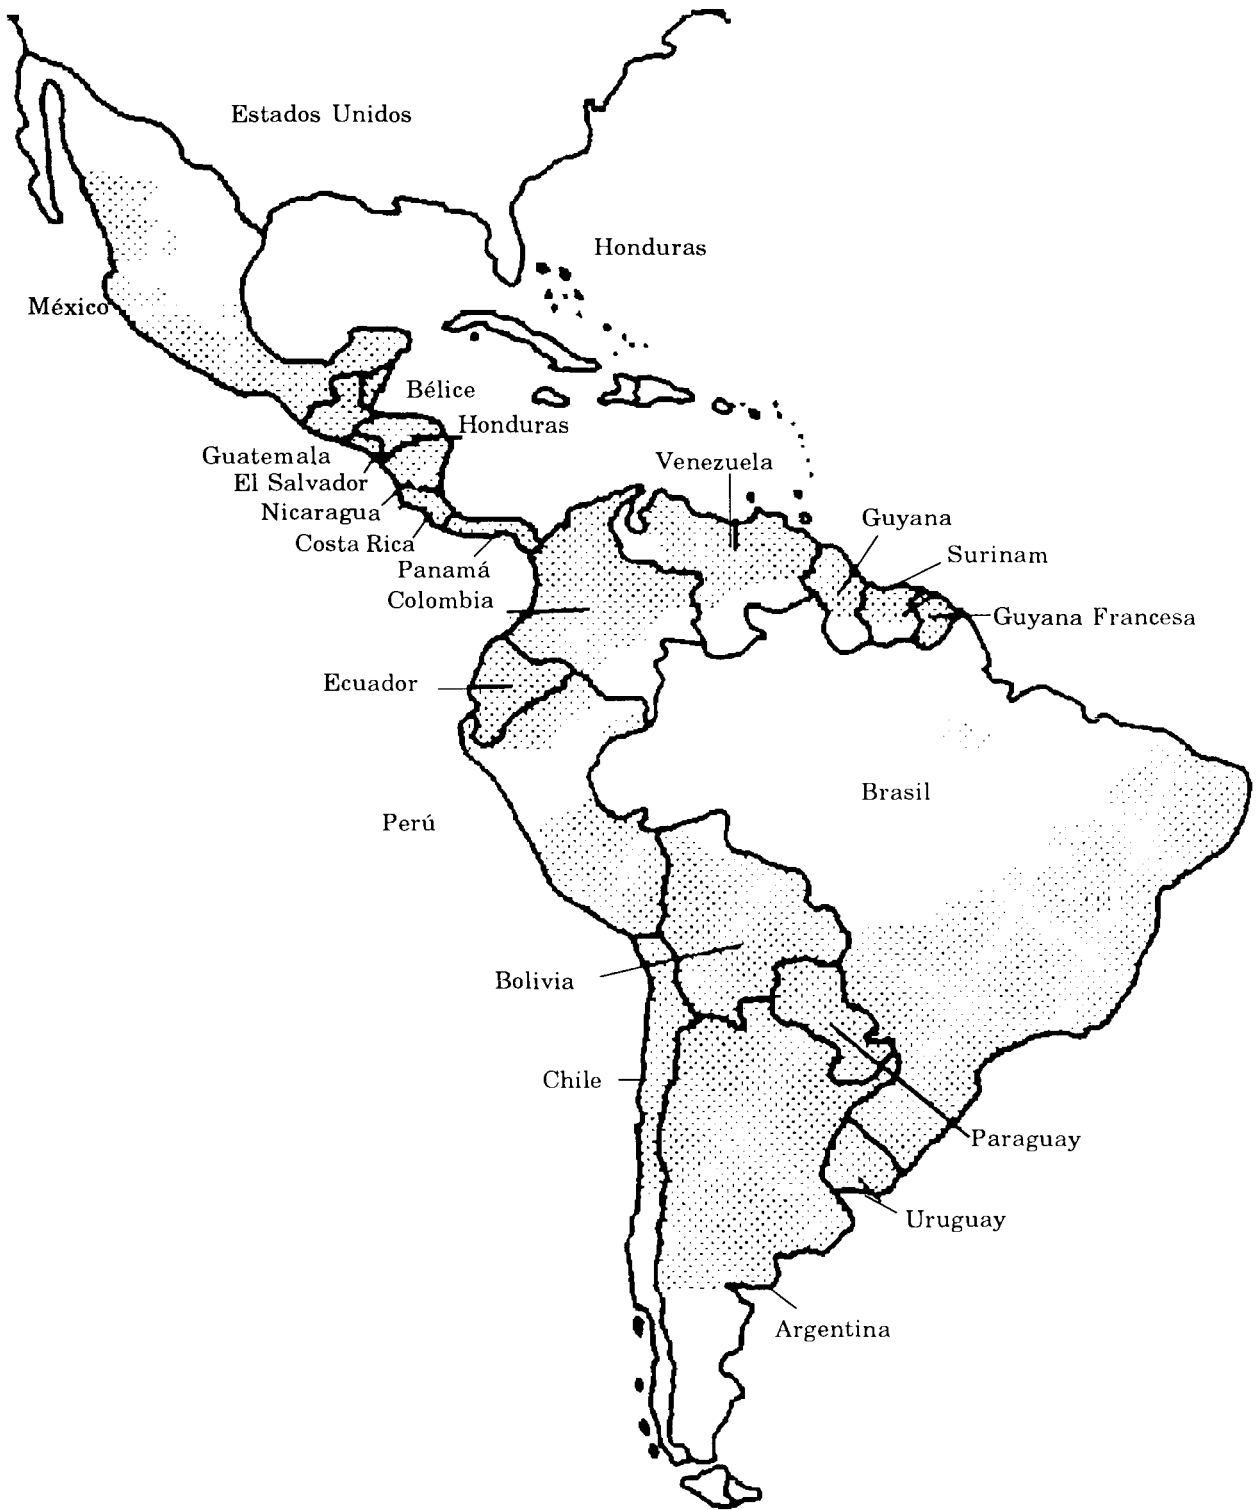 Estados Unidos
Honduras
México
Bélice
Honduras
Guatemala
El Salvador
Nicaragua
Costa Rica
Panamá
Colombia
Venezuela
Guyana
Surinam
Guyana Francesa
Ecuador
Brasil
Perú
Bolivia
Chile
Paraguay
Uruguay
Argentina